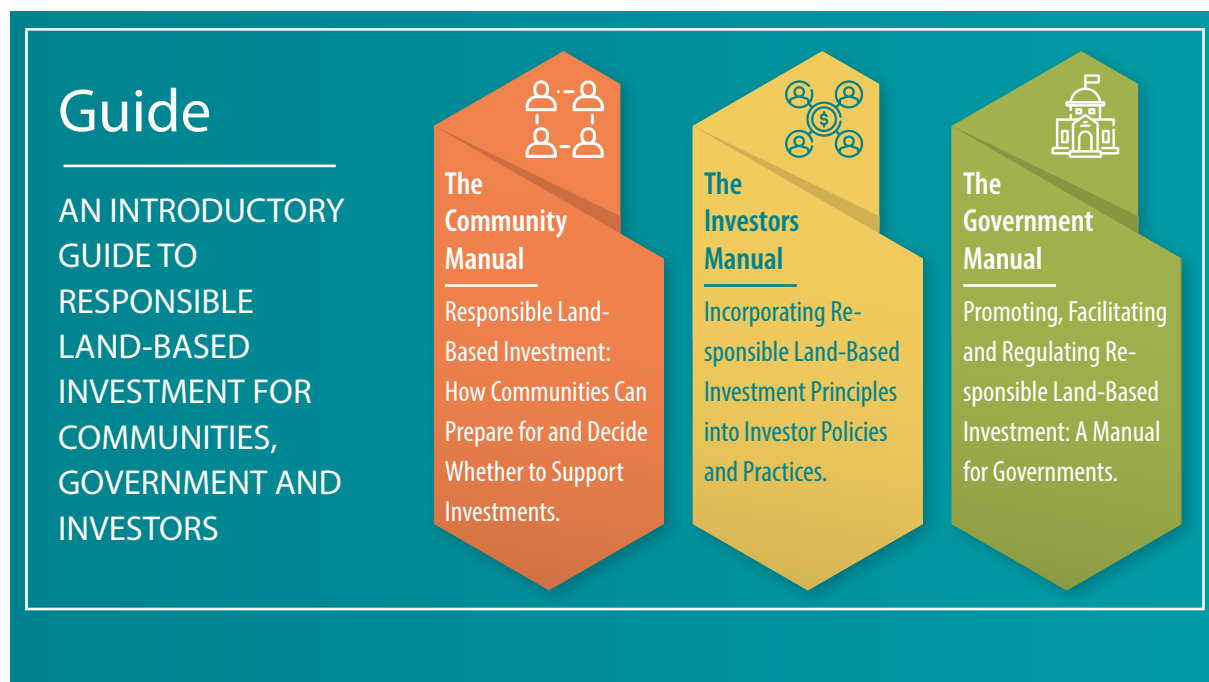 Guide
AN INTRODUCTORY
GUIDE TO
RESPONSIBLE
LAND-BASED
INVESTMENT FOR
COMMUNITIES,
GOVERNMENT AND
INVESTORS
The
Community
Manual
Responsible Land-
Based Investment:
How Communities Can
Prepare for and Decide
Whether to Support
Investments.
$
The
Investors
Manual
Incorporating Re-
sponsible Land-Based
Investment Principles
into Investor Policies
and Practices.
The
Government
Manual
Promoting, Facilitating
and Regulating Re-
sponsible Land-Based
Investment: A Manual
for Governments.